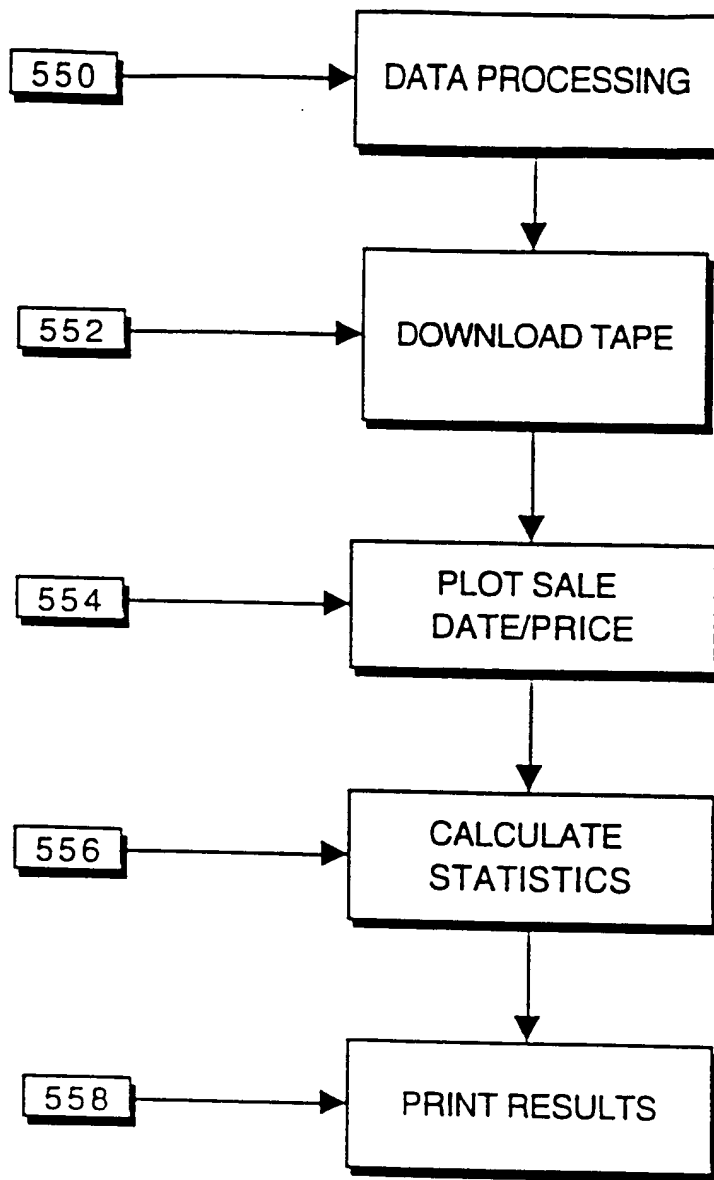 550
DATA PROCESSING
552
DOWNLOAD TAPE
554
PLOT SALE
DATE/PRICE
556
CALCULATE
STATISTICS
558
PRINT RESULTS